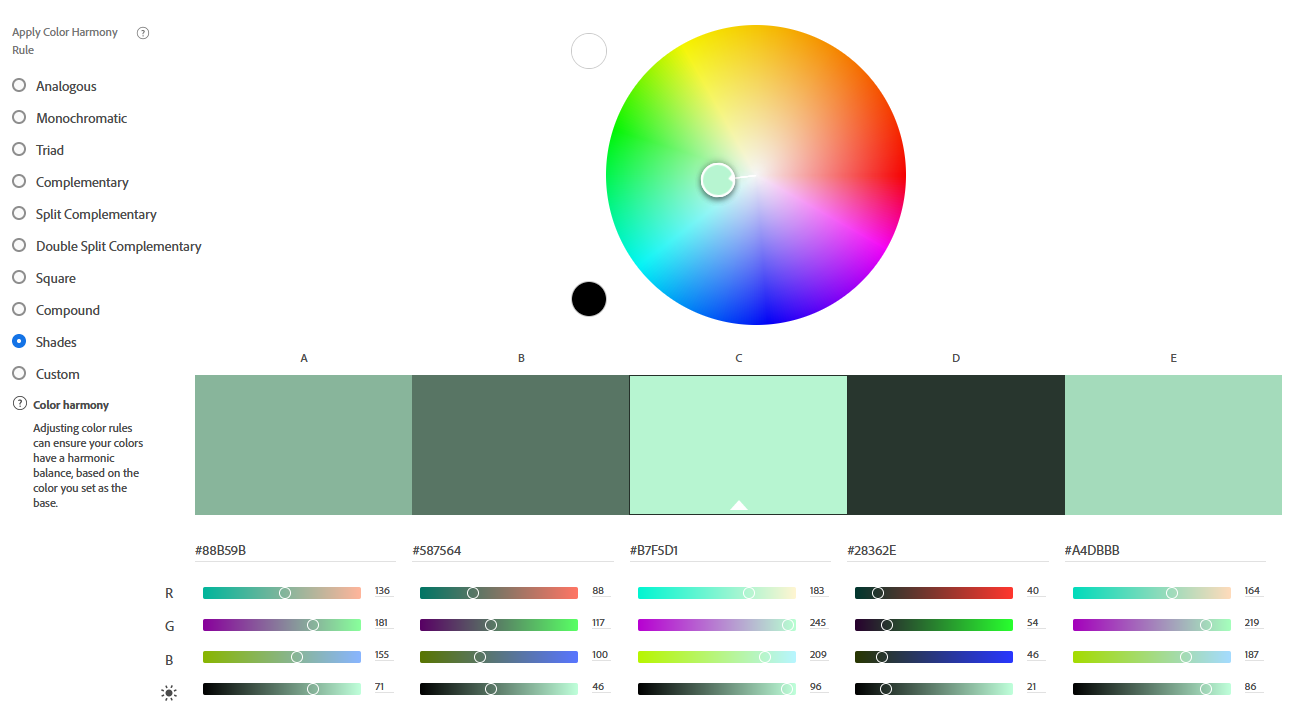 Apply Color Harmony ?
Rule
Analogous
Monochromatic
Triad
Complementary
Split Complementary
Double Split Complementary
Square
Compound
Shades
Custom
? Color harmony
Adjusting color rules
can ensure your colors
have a harmonic
balance, based on the
color you set as the
base.
A B C D E
#88B59B #587564 #B7F5D1 #28362E #A4DBBB
R 136 88 183 40 164
G 181 117 245 54 219
B 155 100 209 46 187
71 46 96 21 86